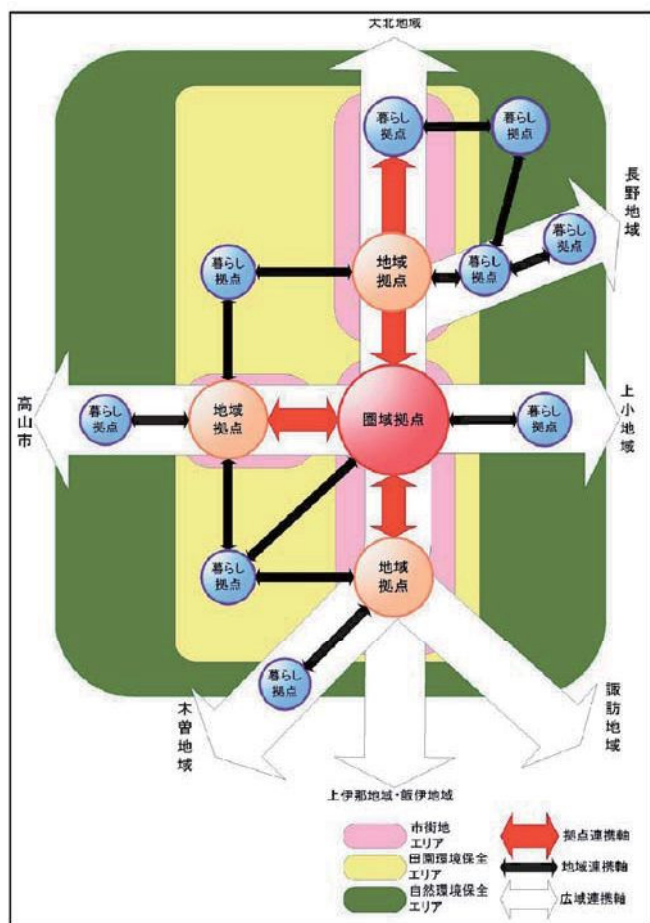 大北地域
暮らし
拠点
暮らし
拠点
長野地域
暮らし
拠点
地域
拠点
暮らし
拠点
暮らし
拠点
高山市
暮らし
拠点
地域
拠点
圏域拠点
暮らし
拠点
上小地域
暮らし
拠点
地域
拠点
暮らし
拠点
木曽地域
諏訪地域
上伊那地域・飯伊地域
市街地
エリア
田園環境保全
エリア
自然環境保全
エリア
拠点連携軸
地域連携軸
広域連携軸